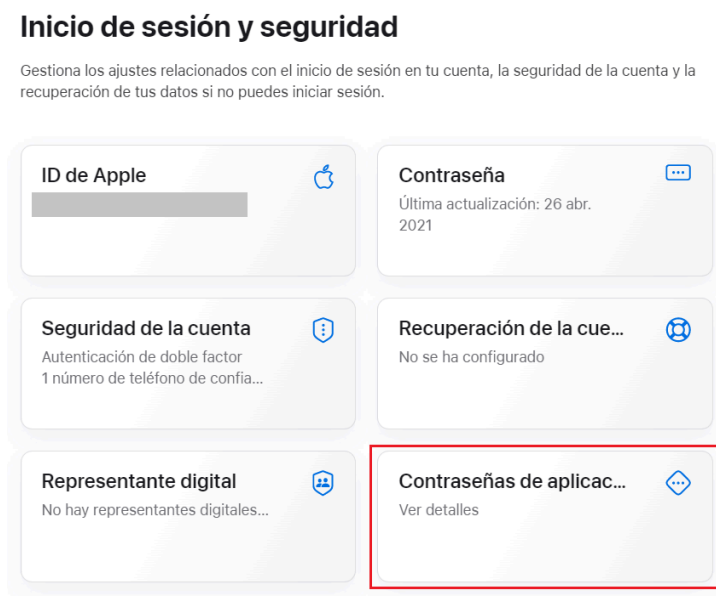 Inicio de sesión y seguridad
Gestiona los ajustes relacionados con el inicio de sesión en tu cuenta, la seguridad de la cuenta y la
recuperación de tus datos si no puedes iniciar sesión.
ID de Apple
Contraseña
Última actualización: 26 abr.
2021
Seguridad de la cuenta
Autenticación de doble factor
1 número de teléfono de confia...
Recuperación de la cue...
No se ha configurado
Representante digital
No hay representantes digitales...
Contraseñas de aplicac...
Ver detalles